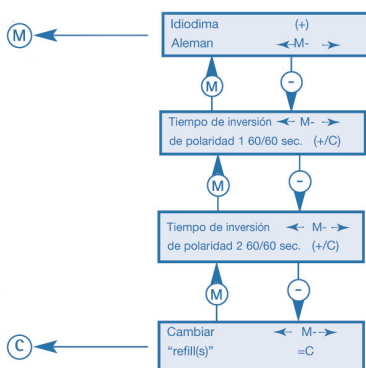 Idiodima (+)
M
Aleman ◄M- ➤
M -
Tiempo de inversión ◄- M- ➤
de polaridad 1 60/60 sec. (+/C)
M -
Tiempo de inversión ◄- M- ➤
de polaridad 2 60/60 sec. (+/C)
M -
Cambiar ◄- M- ➤
C
“refill(s)” =C